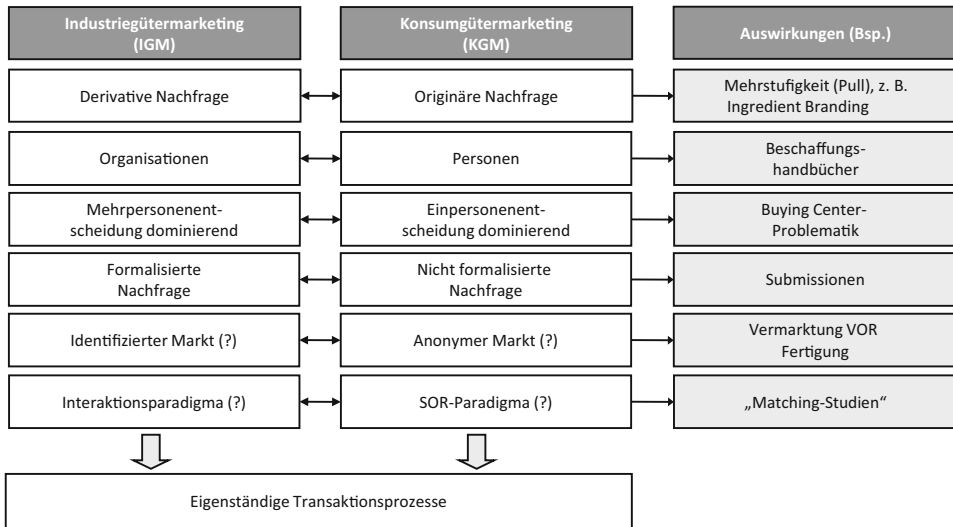 Industriegütermarketing
(IGM)
Konsumgütermarketing
(KGM)
Auswirkungen (Bsp.)
Derivative Nachfrage
Originäre Nachfrage
Mehrstufigkeit (Pull), z. B.
Ingredient Branding
Organisationen
Personen
Beschaffungs-
handbücher
Mehrpersonenent-
scheidung dominierend
Einpersonenent-
scheidung dominierend
Buying Center-
Problematik
Formalisierte
Nachfrage
Nicht formalisierte
Nachfrage
Submissionen
Identifizierter Markt (?)
Anonymer Markt (?)
Vermarktung VOR
Fertigung
Interaktionsparadigma (?)
SOR-Paradigma (?)
„Matching-Studien“
Eigenständige Transaktionsprozesse